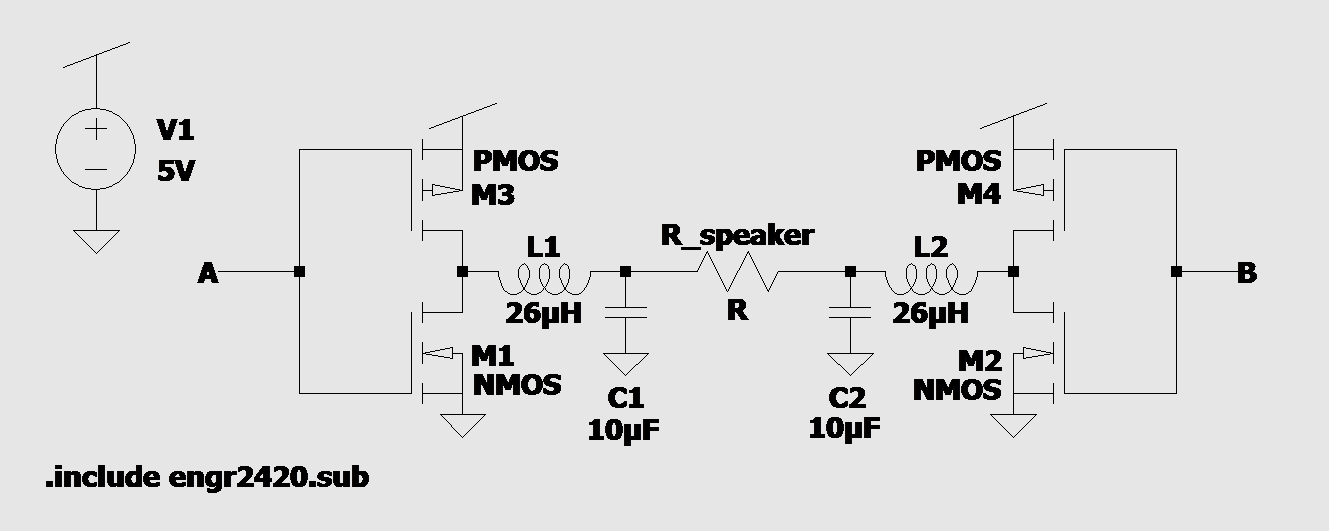 V1
5V
PMOS
M3
PMOS
M4
A
L1
26µH
R_speaker
R
L2
26µH
B
M1
NMOS
C1
10µF
C2
10µF
M2
NMOS
.include engr2420.sub